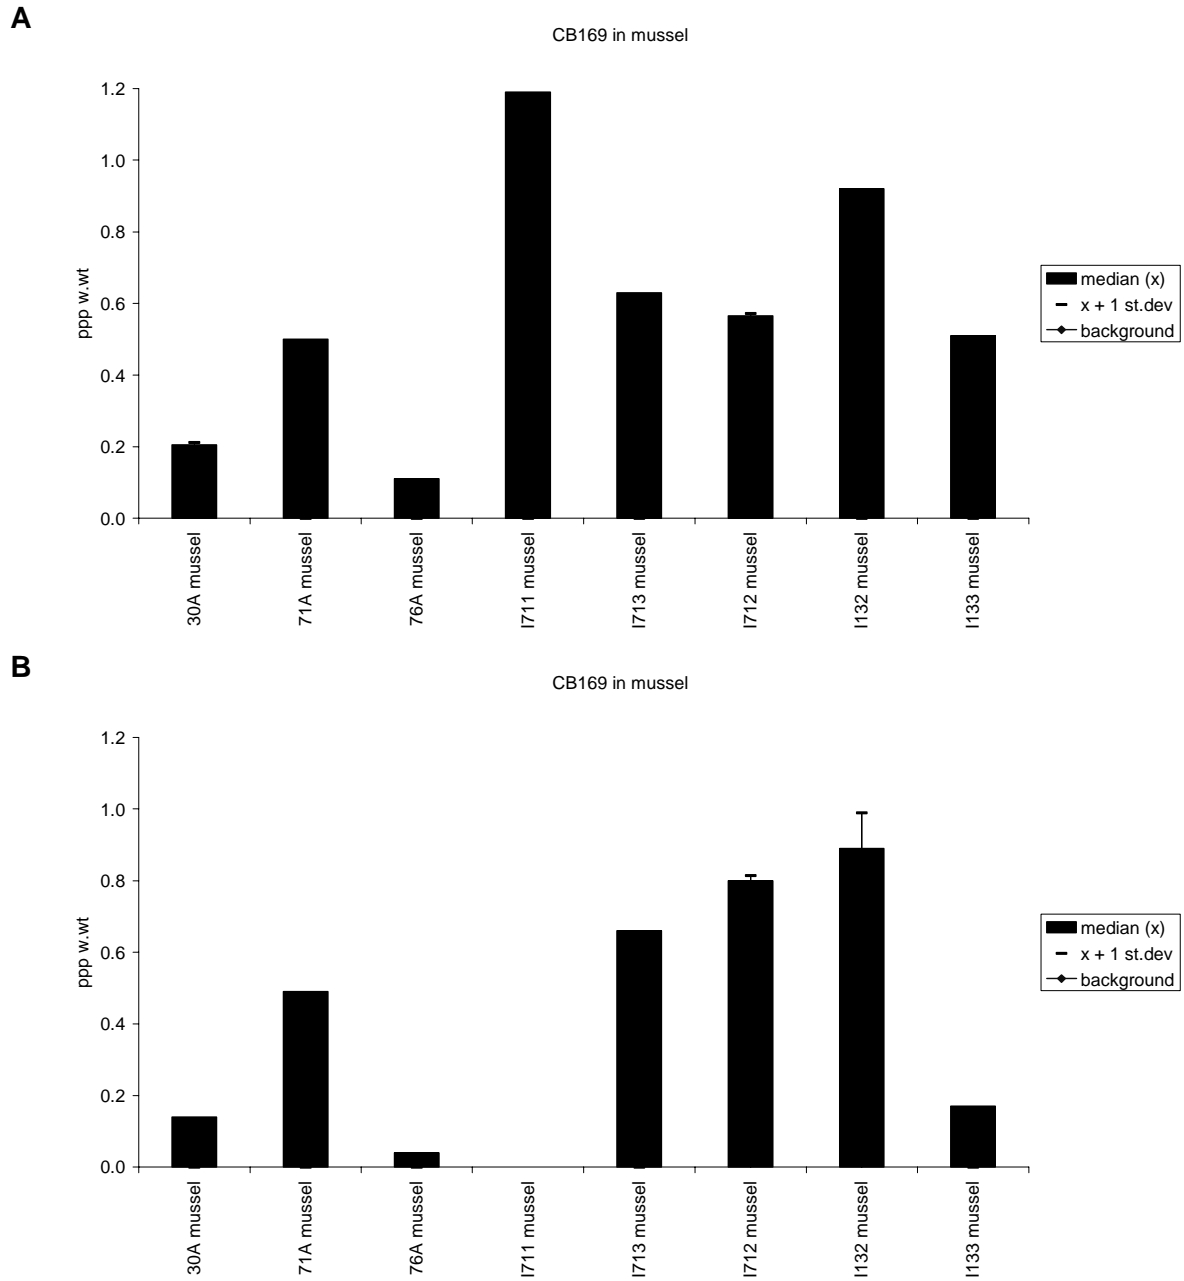 A
CB169 in mussel
1.2
1.0
0.8
0.6
0.4
0.2
0.0
ppp w.wt
30A mussel
71A mussel
76A mussel
I711 mussel
I713 mussel
I712 mussel
I132 mussel
I133 mussel
median (x)
x + 1 st.dev
background
B
CB169 in mussel
1.2
1.0
0.8
0.6
0.4
0.2
0.0
ppp w.wt
30A mussel
71A mussel
76A mussel
I711 mussel
I713 mussel
I712 mussel
I132 mussel
I133 mussel
median (x)
x + 1 st.dev
background